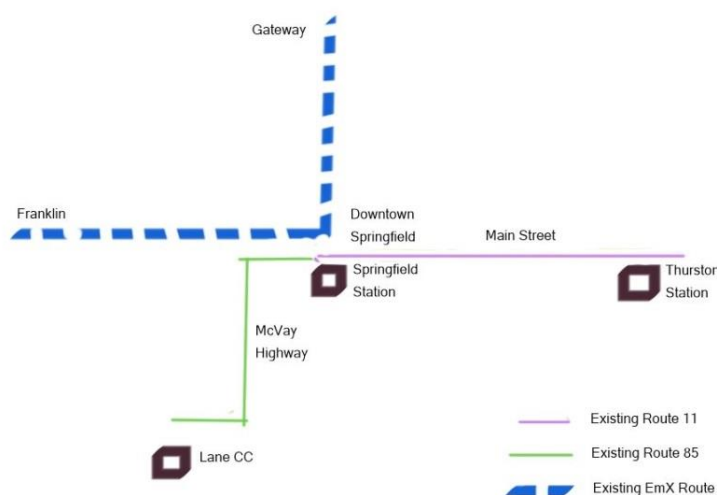 Gateway
Franklin
Downtown
Springfield
Main Street
Springfield
Station
Thurston
Station
McVay
Highway
Lane CC
Existing Route 11
Existing Route 85
Existing EmX Route